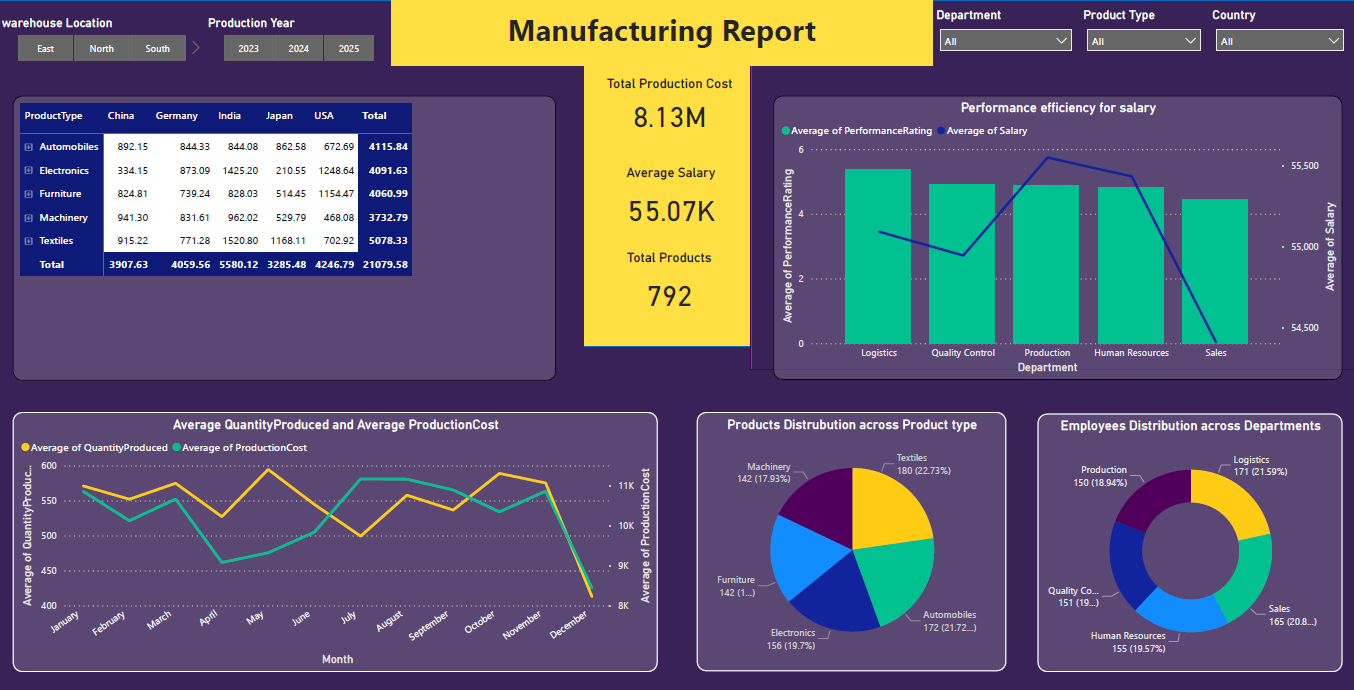 warehouse Location
East North South
Production Year
2023 2024 2025
Manufacturing Report
Department
All
Product Type
All
Country
All
Total Production Cost
8.13M
Average Salary
55.07K
Total Products
792
ProductType China Germany India Japan USA Total
Automobiles 892.15 844.33 844.08 862.58 672.69 4115.84
Electronics 334.15 873.09 1425.20 210.55 1248.64 4091.63
Furniture 824.81 739.24 828.03 514.45 1154.47 4060.99
Machinery 941.30 831.61 962.02 529.79 468.08 3732.79
Textiles 915.22 771.28 1520.80 1168.11 702.92 5078.33
Total 3907.63 4059.56 5580.12 3285.48 4246.79 21079.58
Performance efficiency for salary
Average of PerformanceRating Average of Salary
Average of PerformanceRating
6
4
2
0
55,500
55,000
54,500
Average of Salary
Logistics Quality Control Production Human Resources Sales
Department
Average QuantityProduced and Average ProductionCost
Average of QuantityProduced Average of ProductionCost
Average of QuantityProduc...
600
550
500
450
400
11K
10K
9K
8K
Average of ProductionCost
January February March April May June July August September October November December
Month
Products Distrubution across Product type
Textiles
180 (22.73%)
Automobiles
172 (21.72...)
Electronics
156 (19.7%)
Furniture
142 (1...)
Machinery
142 (17.93%)
Employees Distribution across Departments
Logistics
171 (21.59%)
Sales
165 (20.8...)
Human Resources
155 (19.57%)
Quality Co...
151 (19...)
Production
150 (18.94%)